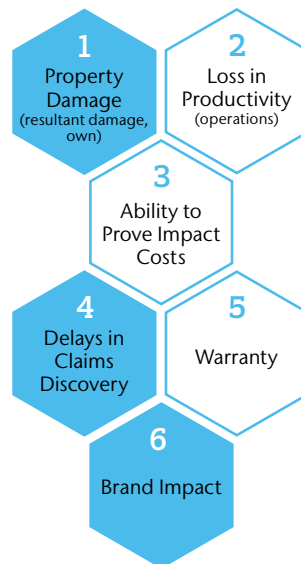 1
Property
Damage
(resultant damage,
own)
2
Loss in
Productivity
(operations)
3
Ability to
Prove Impact
Costs
4
Delays in
Claims
Discovery
5
Warranty
6
Brand Impact